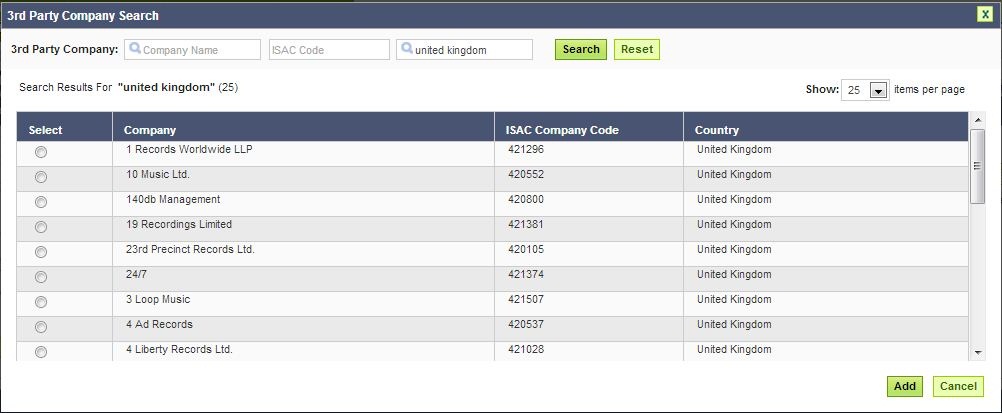 3rd Party Company Search X
3rd Party Company: Company Name ISAC Code united kingdom Search Reset
Search Results For "united kingdom" (25) Show: 25 items per page
Select Company ISAC Company Code Country
1 Records Worldwide LLP 421296 United Kingdom
10 Music Ltd. 420552 United Kingdom
140db Management 420800 United Kingdom
19 Recordings Limited 421381 United Kingdom
23rd Precinct Records Ltd. 420105 United Kingdom
24/7 421374 United Kingdom
3 Loop Music 421507 United Kingdom
4 Ad Records 420537 United Kingdom
4 Liberty Records Ltd. 421028 United Kingdom
Add Cancel